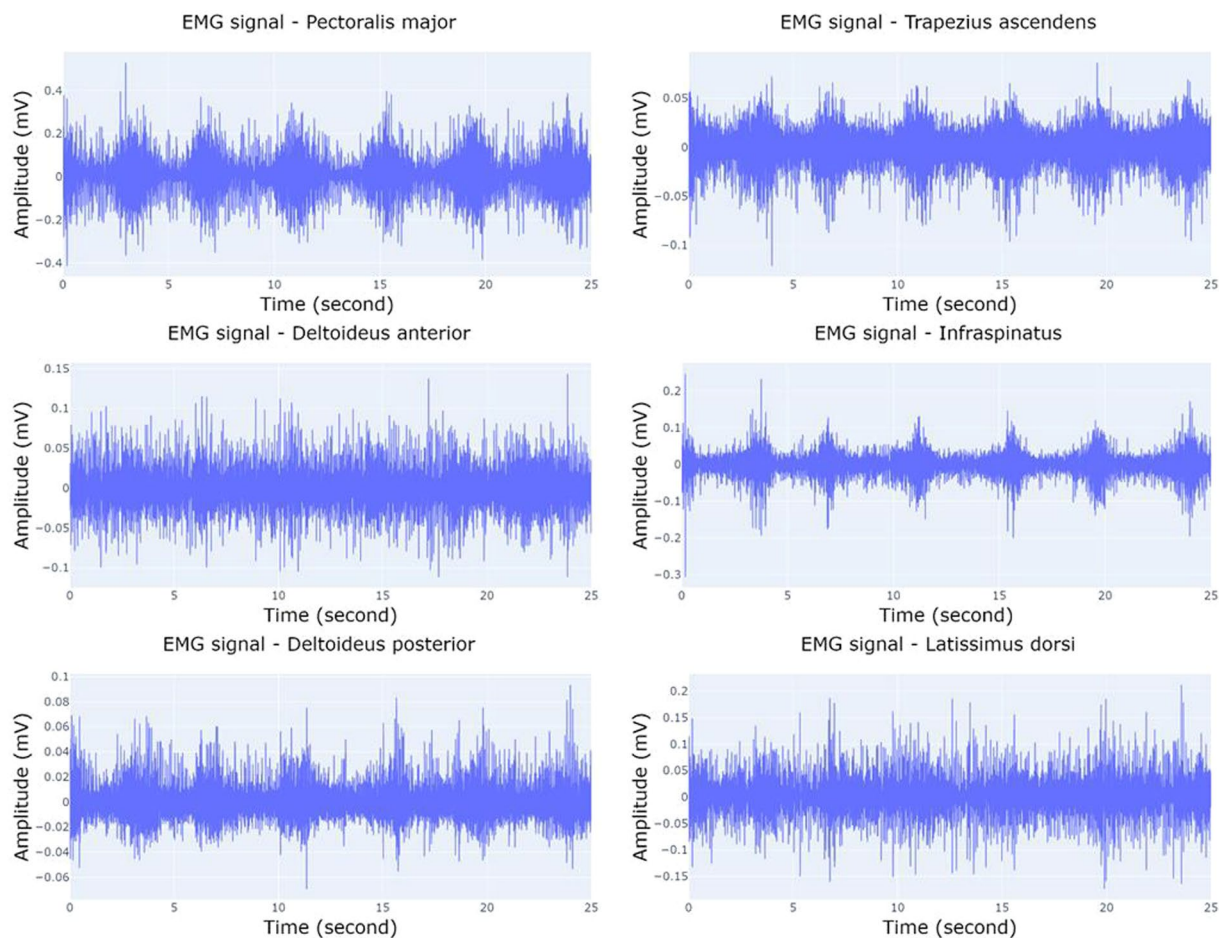 EMG signal - Pectoralis major
Amplitude (mV)
0.4
0.2
0
−0.2
−0.4
0 5 10 15 20 25
Time (second)
EMG signal - Trapezius ascendens
Amplitude (mV)
0.05
0
−0.05
−0.1
0 5 10 15 20 25
Time (second)
EMG signal - Deltoideus anterior
Amplitude (mV)
0.15
0.1
0.05
0
−0.05
−0.1
0 5 10 15 20 25
Time (second)
EMG signal - Infraspinatus
Amplitude (mV)
0.2
0.1
0
−0.1
−0.2
−0.3
0 5 10 15 20 25
Time (second)
EMG signal - Deltoideus posterior
Amplitude (mV)
0.1
0.08
0.06
0.04
0.02
0
−0.02
−0.04
−0.06
0 5 10 15 20 25
Time (second)
EMG signal - Latissimus dorsi
Amplitude (mV)
0.2
0.15
0.1
0.05
0
−0.05
−0.1
−0.15
0 5 10 15 20 25
Time (second)